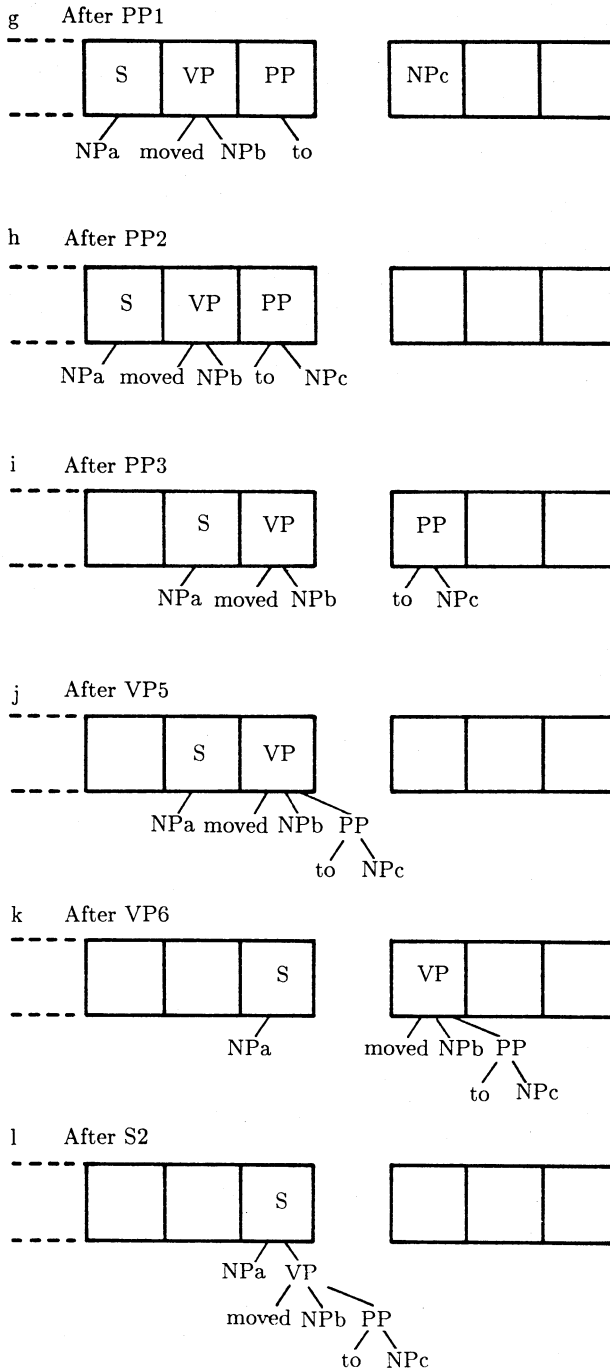 g After PP1
S VP PP NPc
NPa moved NPb to
h After PP2
S VP PP
NPa moved NPb to NPc
i After PP3
S VP PP
NPa moved NPb to NPc
j After VP5
S VP
NPa moved NPb PP
to NPc
k After VP6
S VP
NPa moved NPb PP
to NPc
l After S2
S
NPa VP
moved NPb PP
to NPc